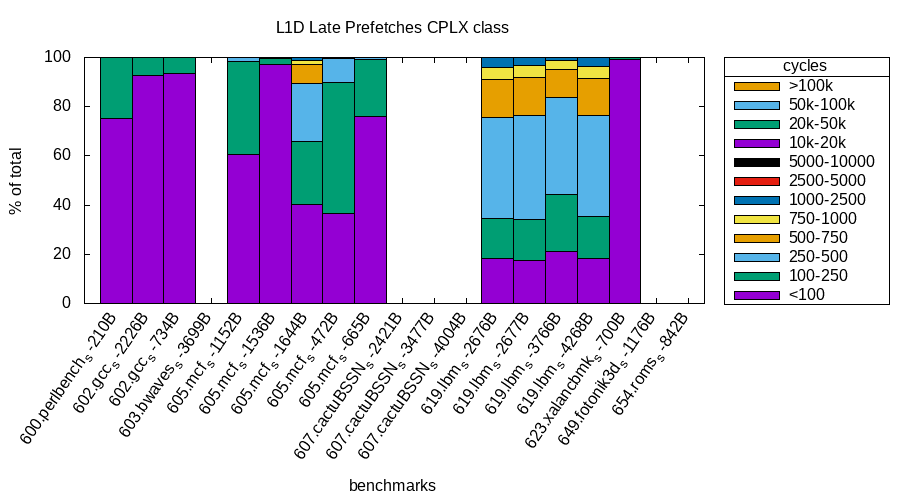 L1D Late Prefetches CPLX class
% of total
100
80
60
40
20
0
cycles
>100k
50k-100k
20k-50k
10k-20k
5000-10000
2500-5000
1000-2500
750-1000
500-750
250-500
100-250
<100
600.perlbenchs -210B
602.gccs -2226B
602.gccs -734B
603.bwavess -3699B
605.mcfs -1152B
605.mcfs -1536B
605.mcfs -1644B
605.mcfs -472B
605.mcfs -665B
607.cactuBSSNs -2421B
607.cactuBSSNs -3477B
607.cactuBSSNs -4004B
619.lbms -2676B
619.lbms -2677B
619.lbms -3766B
619.lbms -4268B
623.xalancbmks -700B
649.fotonik3ds -1176B
654.romss -842B
benchmarks